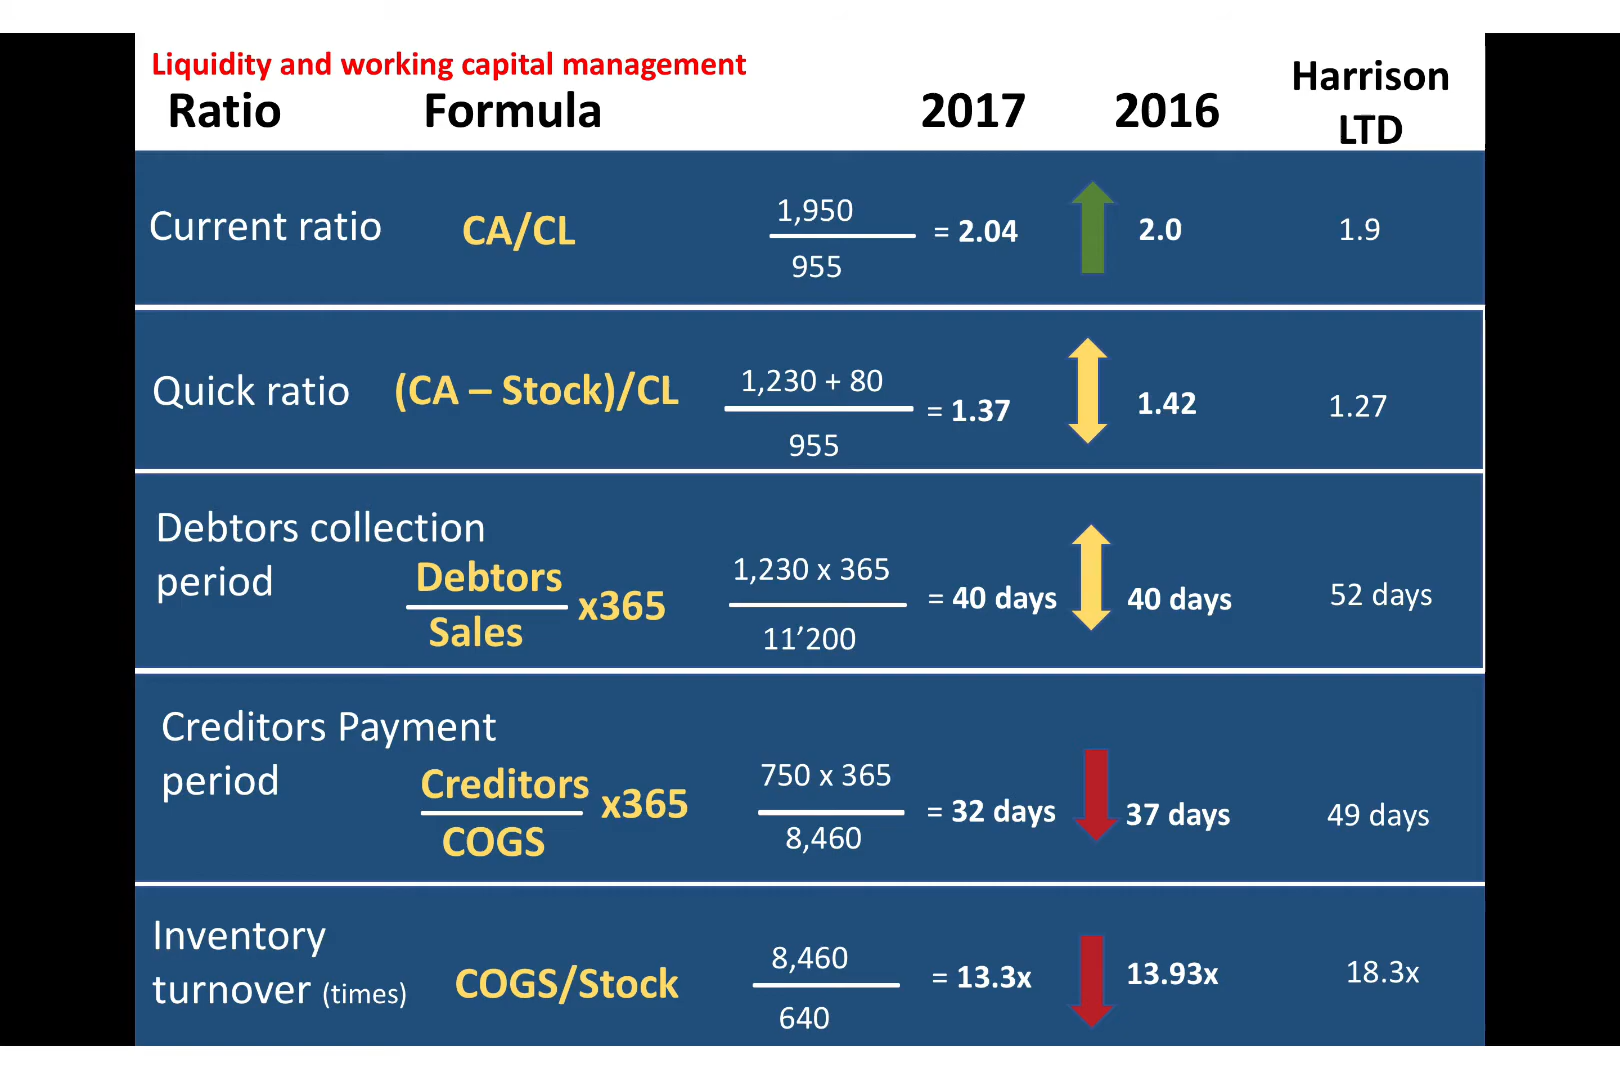 Liquidity and working capital management
Ratio Formula 2017 2016 Harrison LTD
Current ratio CA/CL 1,950
955 = 2.04 2.0 1.9
Quick ratio (CA – Stock)/CL 1,230 + 80
955 = 1.37 1.42 1.27
Debtors collection
period Debtors
Sales x365 1,230 x 365
11’200 = 40 days 40 days 52 days
Creditors Payment
period Creditors
COGS x365 750 x 365
8,460 = 32 days 37 days 49 days
Inventory
turnover (times) COGS/Stock 8,460
640 = 13.3x 13.93x 18.3x